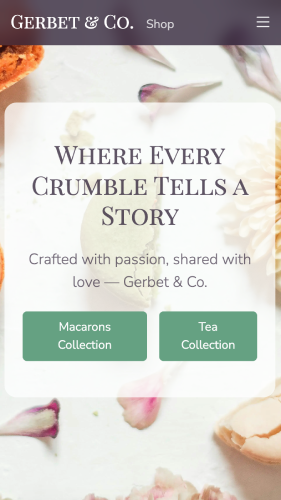 Gerbet & Co. Shop
Where Every
Crumble Tells a
Story
Crafted with passion, shared with
love — Gerbet & Co.
Macarons
Collection
Tea
Collection